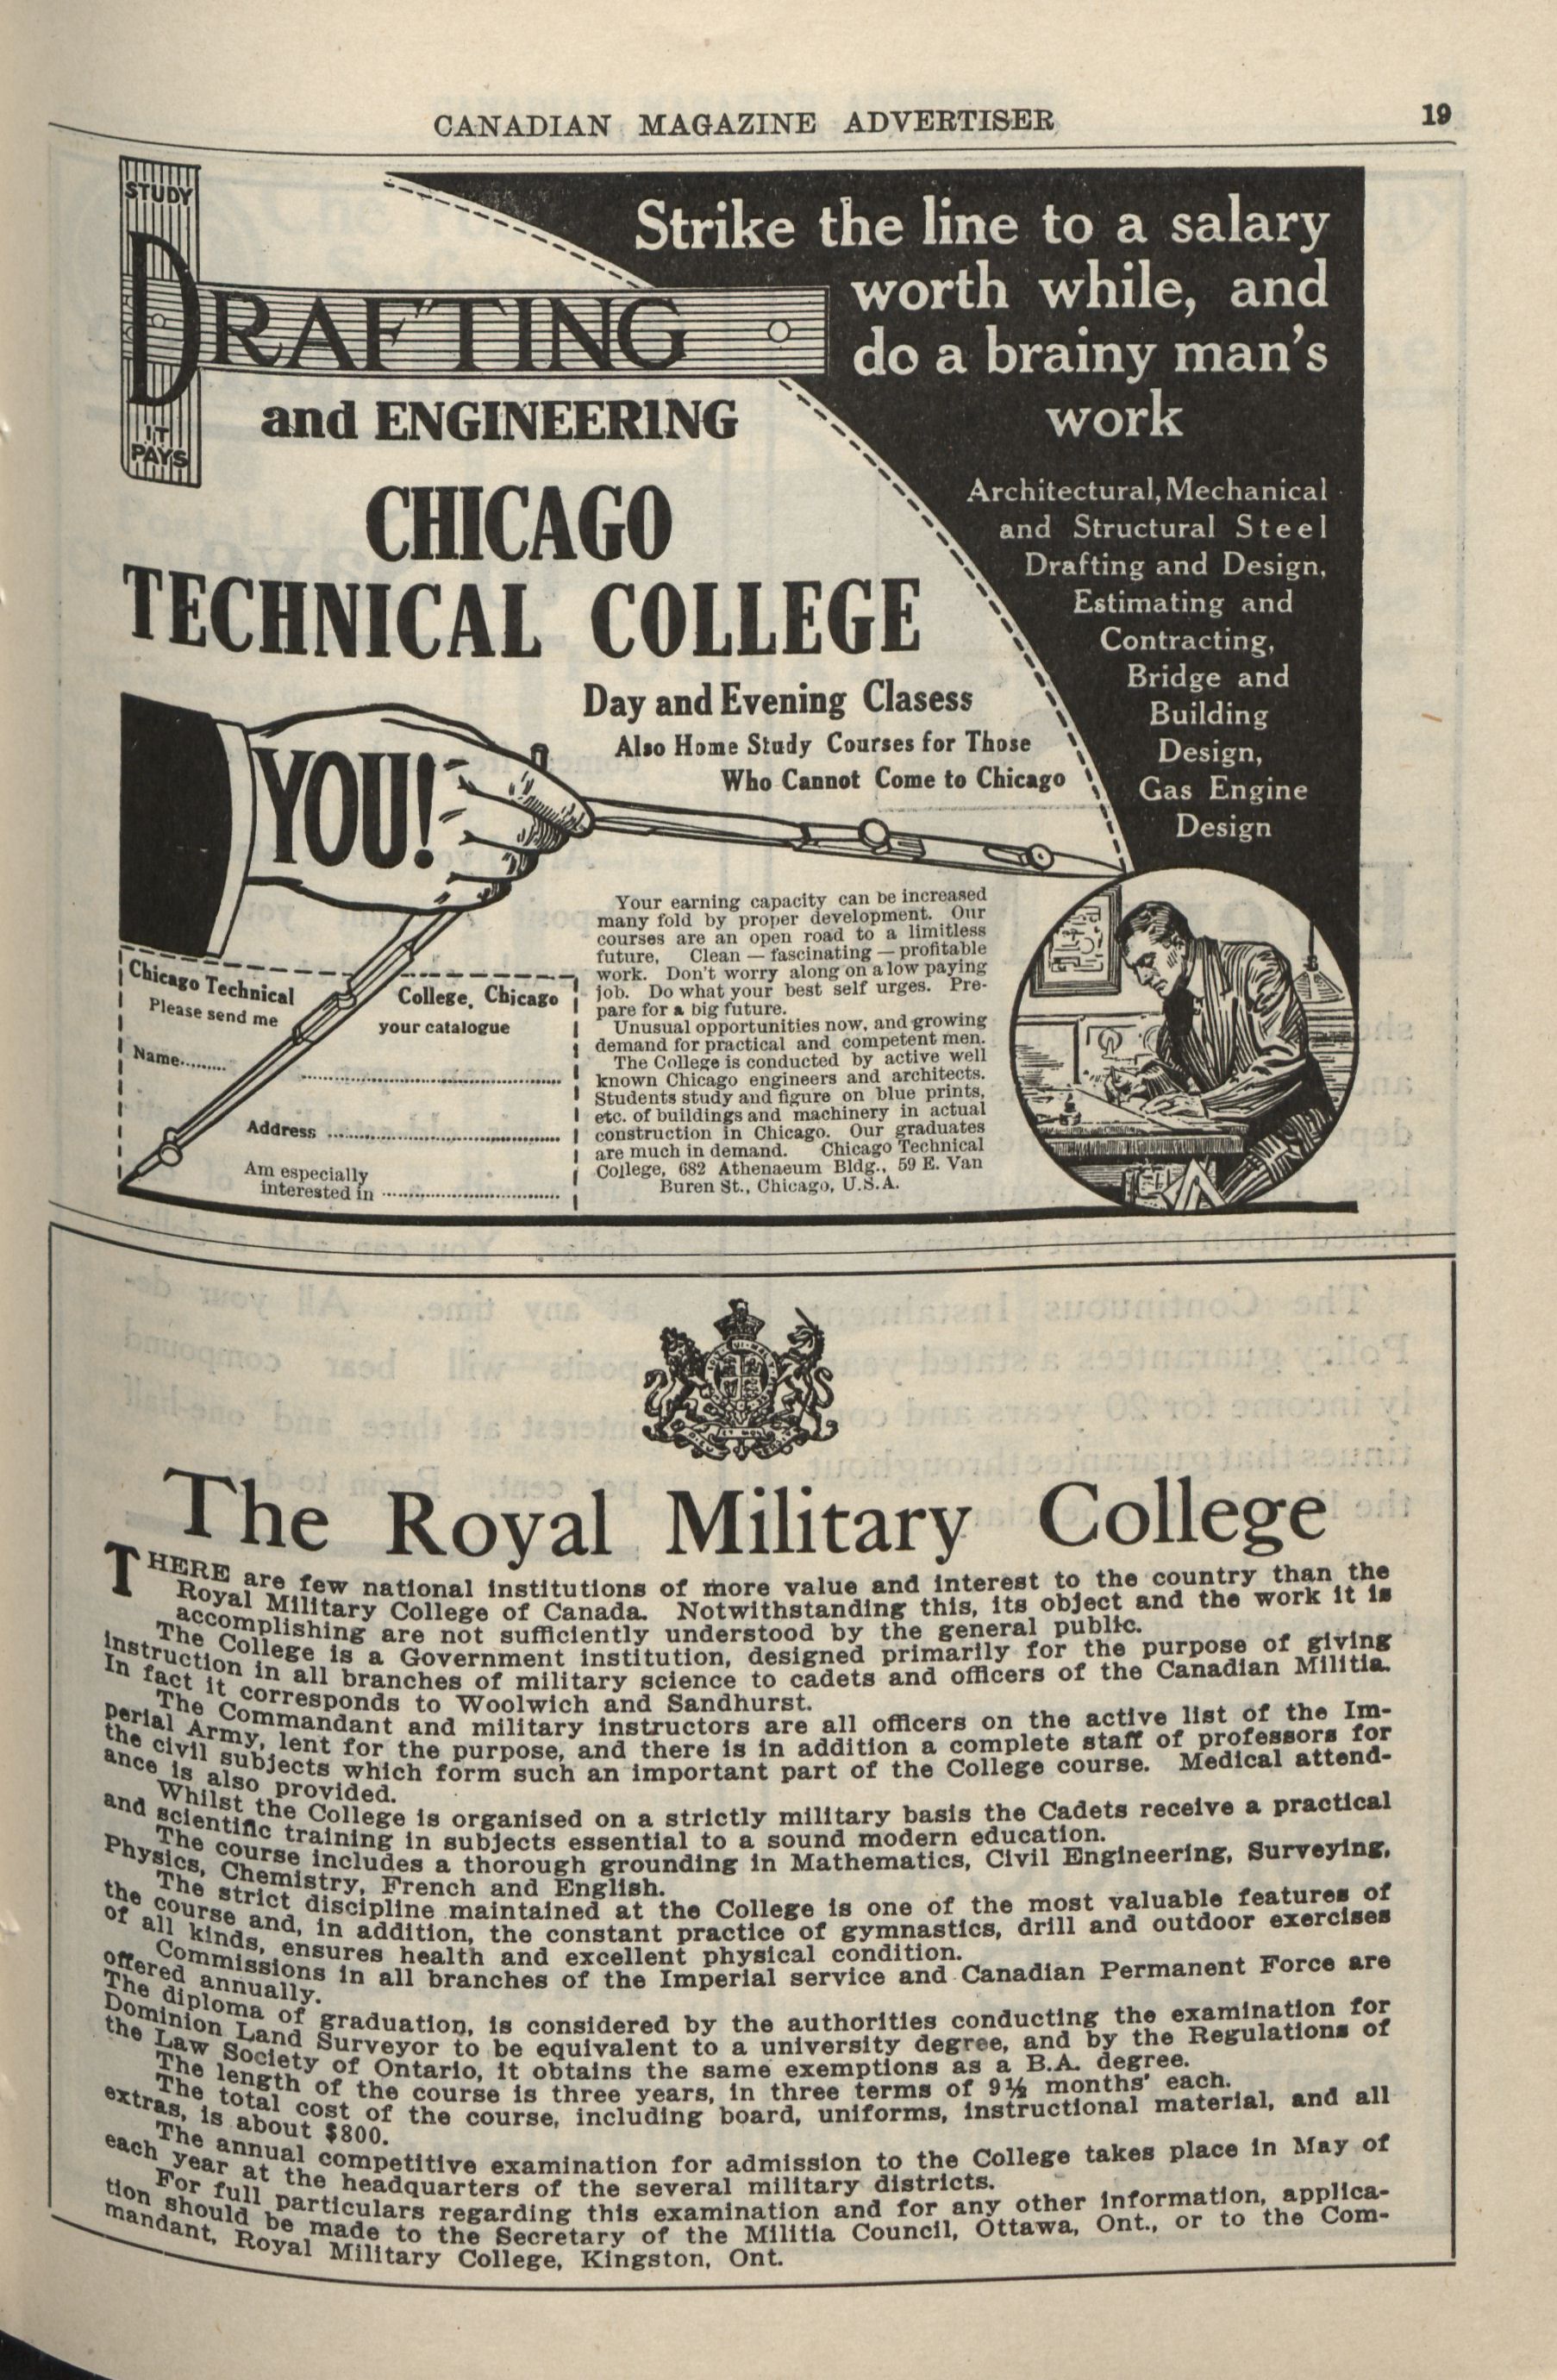 CANADIAN MAGAZINE ADVERTISER 19
STUDY
DRAFTING
IT
PAYS
and ENGINEERING
CHICAGO
TECHNICAL COLLEGE
Day and Evening Clasess
Also Home Study Courses for Those
Who Cannot Come to Chicago
Strike the line to a salary
worth while, and
do a brainy man's
work
Architectural, Mechanical
and Structural Steel
Drafting and Design,
Estimating and
Contracting,
Bridge and
Building
Design,
Gas Engine
Design
YOU!
Chicago Technical College, Chicago
Please send me your catalogue
Name
Address
Am especially
interested in
Your earning capacity can be increased
many fold by proper development. Our
courses are an open road to a limitless
future, Clean — fascinating — profitable
work. Don't worry along on a low paying
job. Do what your best self urges. Pre-
pare for a big future.
Unusual opportunities now, and growing
demand for practical and competent men.
The College is conducted by active well
known Chicago engineers and architects.
Students study and figure on blue prints,
etc. of buildings and machinery in actual
construction in Chicago. Our graduates
are much in demand. Chicago Technical
College, 682 Athenaeum Bldg., 59 E. Van
Buren St., Chicago, U.S.A.
The Royal Military College
THERE are few national institutions of more value and interest to the country than the
Royal Military College of Canada. Notwithstanding this, its object and the work it is
accomplishing are not sufficiently understood by the general public.
The College is a Government institution, designed primarily for the purpose of giving
instruction in all branches of military science to cadets and officers of the Canadian Militia.
In fact it corresponds to Woolwich and Sandhurst.
The Commandant and military instructors are all officers on the active list of the Im-
perial Army, lent for the purpose, and there is in addition a complete staff of professors for
the civil subjects which form such an important part of the College course. Medical attend-
ance is also provided.
Whilst the College is organised on a strictly military basis the Cadets receive a practical
and scientific training in subjects essential to a sound modern education.
The course includes a thorough grounding in Mathematics, Civil Engineering, Surveying,
Physics, Chemistry, French and English.
The strict discipline maintained at the College is one of the most valuable features of
the course and, in addition, the constant practice of gymnastics, drill and outdoor exercises
of all kinds, ensures health and excellent physical condition.
Commissions in all branches of the Imperial service and Canadian Permanent Force are
offered annually.
The diploma of graduation, is considered by the authorities conducting the examination for
Dominion Land Surveyor to be equivalent to a university degree, and by the Regulations of
the Law Society of Ontario, it obtains the same exemptions as a B.A. degree.
The length of the course is three years, in three terms of 9½ months' each.
The total cost of the course, including board, uniforms, instructional material, and all
extras, is about $800.
The annual competitive examination for admission to the College takes place in May of
each year at the headquarters of the several military districts.
For full particulars regarding this examination and for any other information, applica-
tion should be made to the Secretary of the Militia Council, Ottawa, Ont., or to the Com-
mandant, Royal Military College, Kingston, Ont.